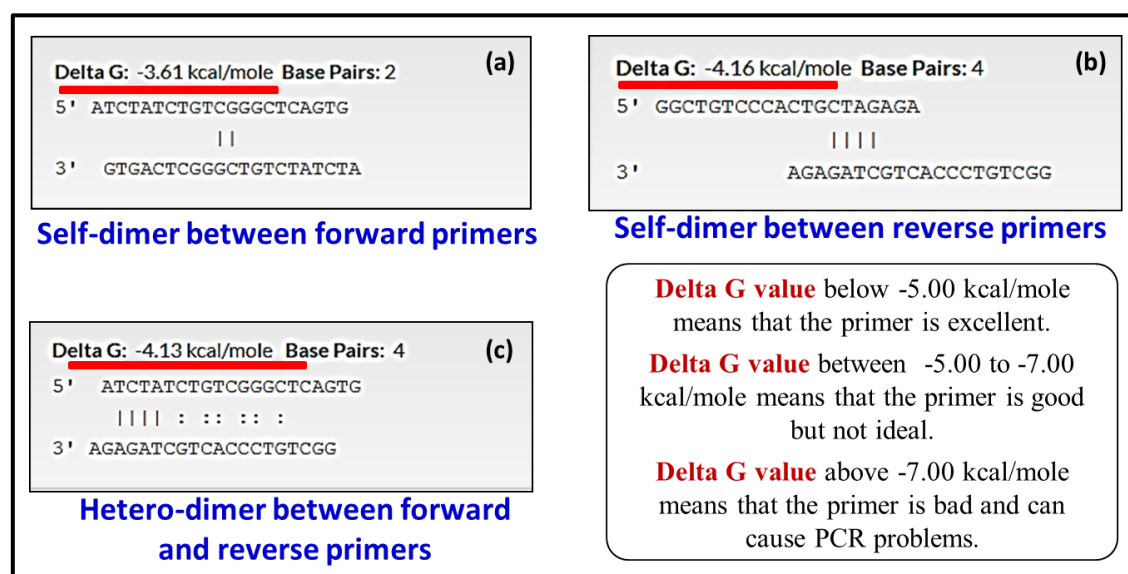 Delta G: -3.61 kcal/mole Base Pairs: 2 (a)
5' ATCTATCTGTCGGGCTCAGTG
||
3' GTGACTCGGGCTGTCTATCTA
Self-dimer between forward primers
Delta G: -4.16 kcal/mole Base Pairs: 4 (b)
5' GGCTGTCCCACTGCTAGAGA
||||
3' AGAGATCGTCACCCTGTCGG
Self-dimer between reverse primers
Delta G: -4.13 kcal/mole Base Pairs: 4 (c)
5' ATCTATCTGTCGGGCTCAGTG
|||| : :: :: :
3' AGAGATCGTCACCCTGTCGG
Hetero-dimer between forward
and reverse primers
Delta G value below -5.00 kcal/mole
means that the primer is excellent.
Delta G value between -5.00 to -7.00
kcal/mole means that the primer is good
but not ideal.
Delta G value above -7.00 kcal/mole
means that the primer is bad and can
cause PCR problems.